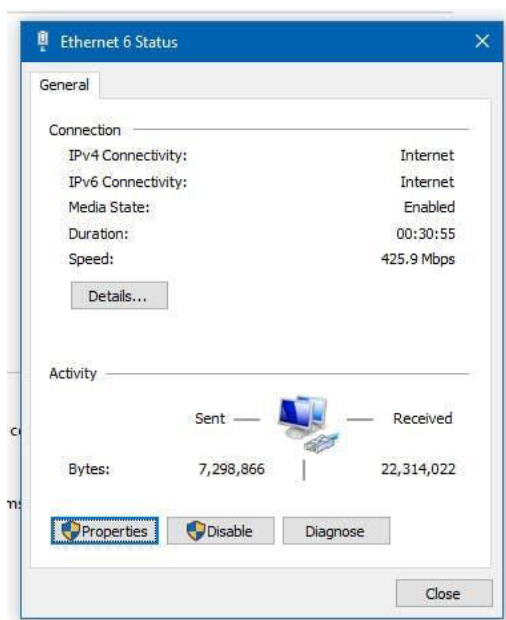 Ethernet 6 Status
General
Connection
IPv4 Connectivity: Internet
IPv6 Connectivity: Internet
Media State: Enabled
Duration: 00:30:55
Speed: 425.9 Mbps
Details...
Activity
Sent Received
Bytes: 7,298,866 22,314,022
Properties Disable Diagnose
Close